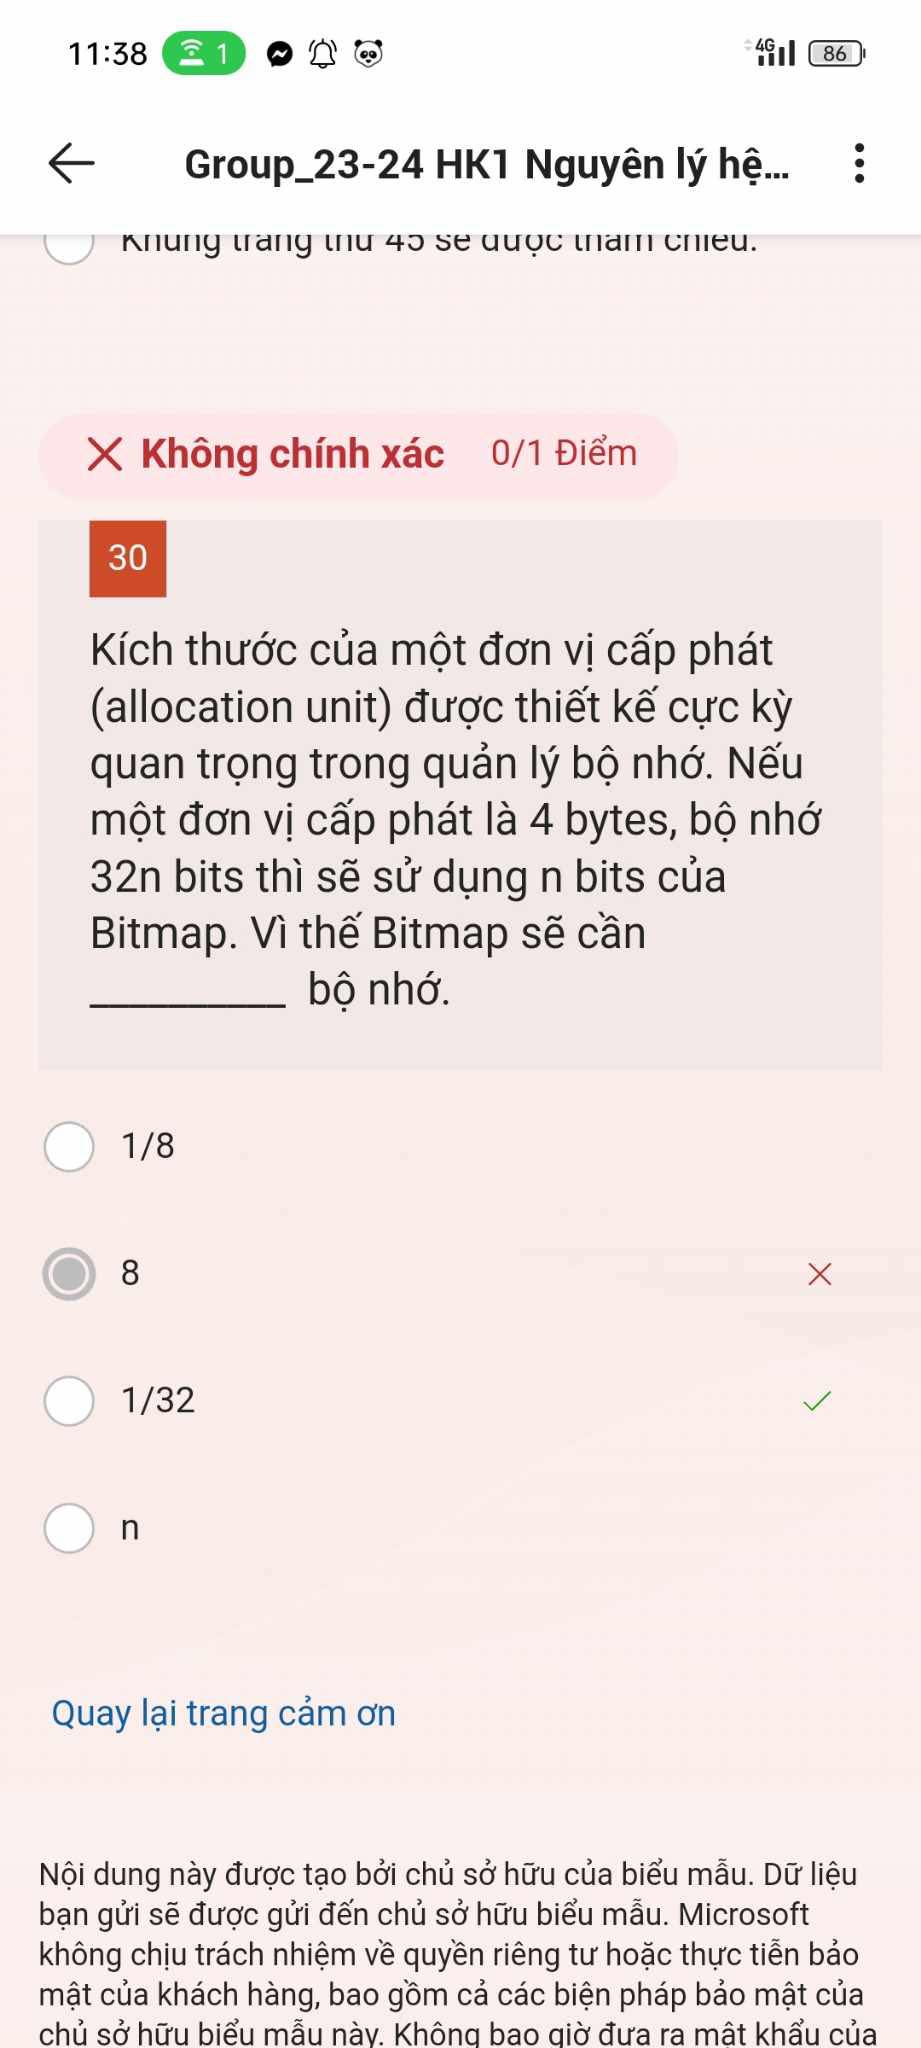 11:38
1
4G
86
Group_23-24 HK1 Nguyên lý hệ...
Khung trang thứ 45 sẽ được tham chiếu.
Không chính xác 0/1 Điểm
30
Kích thước của một đơn vị cấp phát
(allocation unit) được thiết kế cực kỳ
quan trọng trong quản lý bộ nhớ. Nếu
một đơn vị cấp phát là 4 bytes, bộ nhớ
32n bits thì sẽ sử dụng n bits của
Bitmap. Vì thế Bitmap sẽ cần
__________ bộ nhớ.
1/8
8
1/32
n
Quay lại trang cảm ơn
Nội dung này được tạo bởi chủ sở hữu của biểu mẫu. Dữ liệu
bạn gửi sẽ được gửi đến chủ sở hữu biểu mẫu. Microsoft
không chịu trách nhiệm về quyền riêng tư hoặc thực tiễn bảo
mật của khách hàng, bao gồm cả các biện pháp bảo mật của
chủ sở hữu biểu mẫu này. Không bao giờ đưa ra mật khẩu của